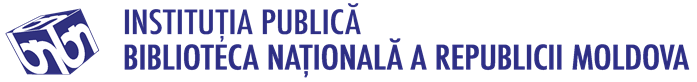 INSTITUȚIA PUBLICĂ
BIBLIOTECA NAȚIONALĂ A REPUBLICII MOLDOVA